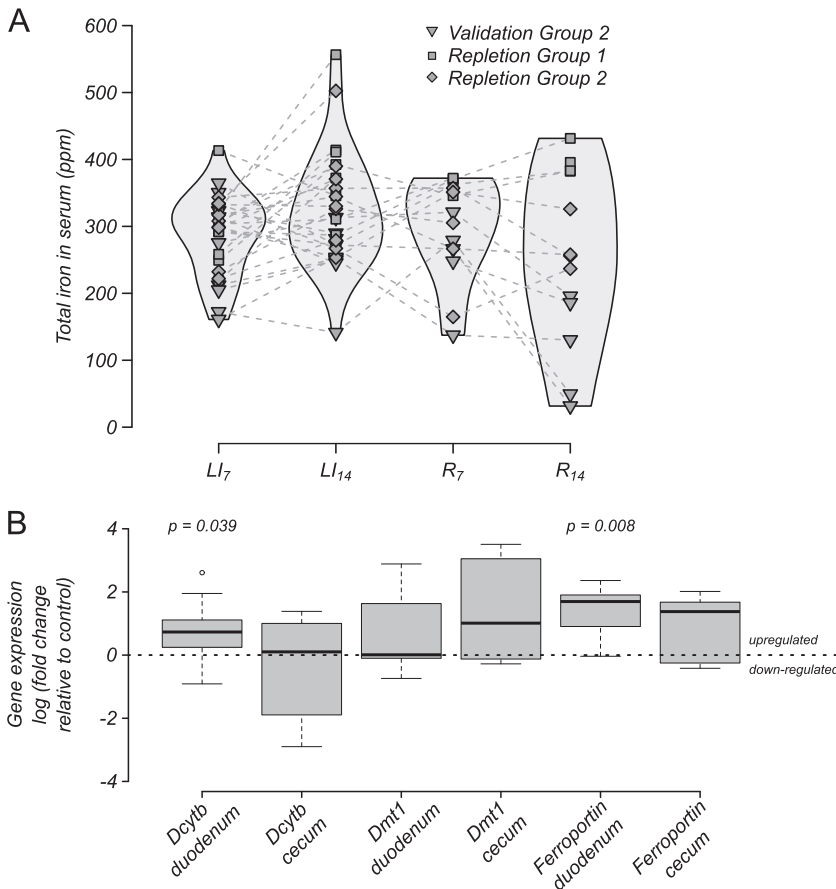 A
Total iron in serum (ppm)
600
500
400
300
200
100
0
Validation Group 2
Repletion Group 1
Repletion Group 2
LI7
LI14
R7
R14
B
Gene expression
log (fold change
relative to control)
4
2
0
-2
-4
p = 0.039
p = 0.008
upregulated
down-regulated
Dcytb
duodenum
Dcytb
cecum
Dmt1
duodenum
Dmt1
cecum
Ferroportin
duodenum
Ferroportin
cecum